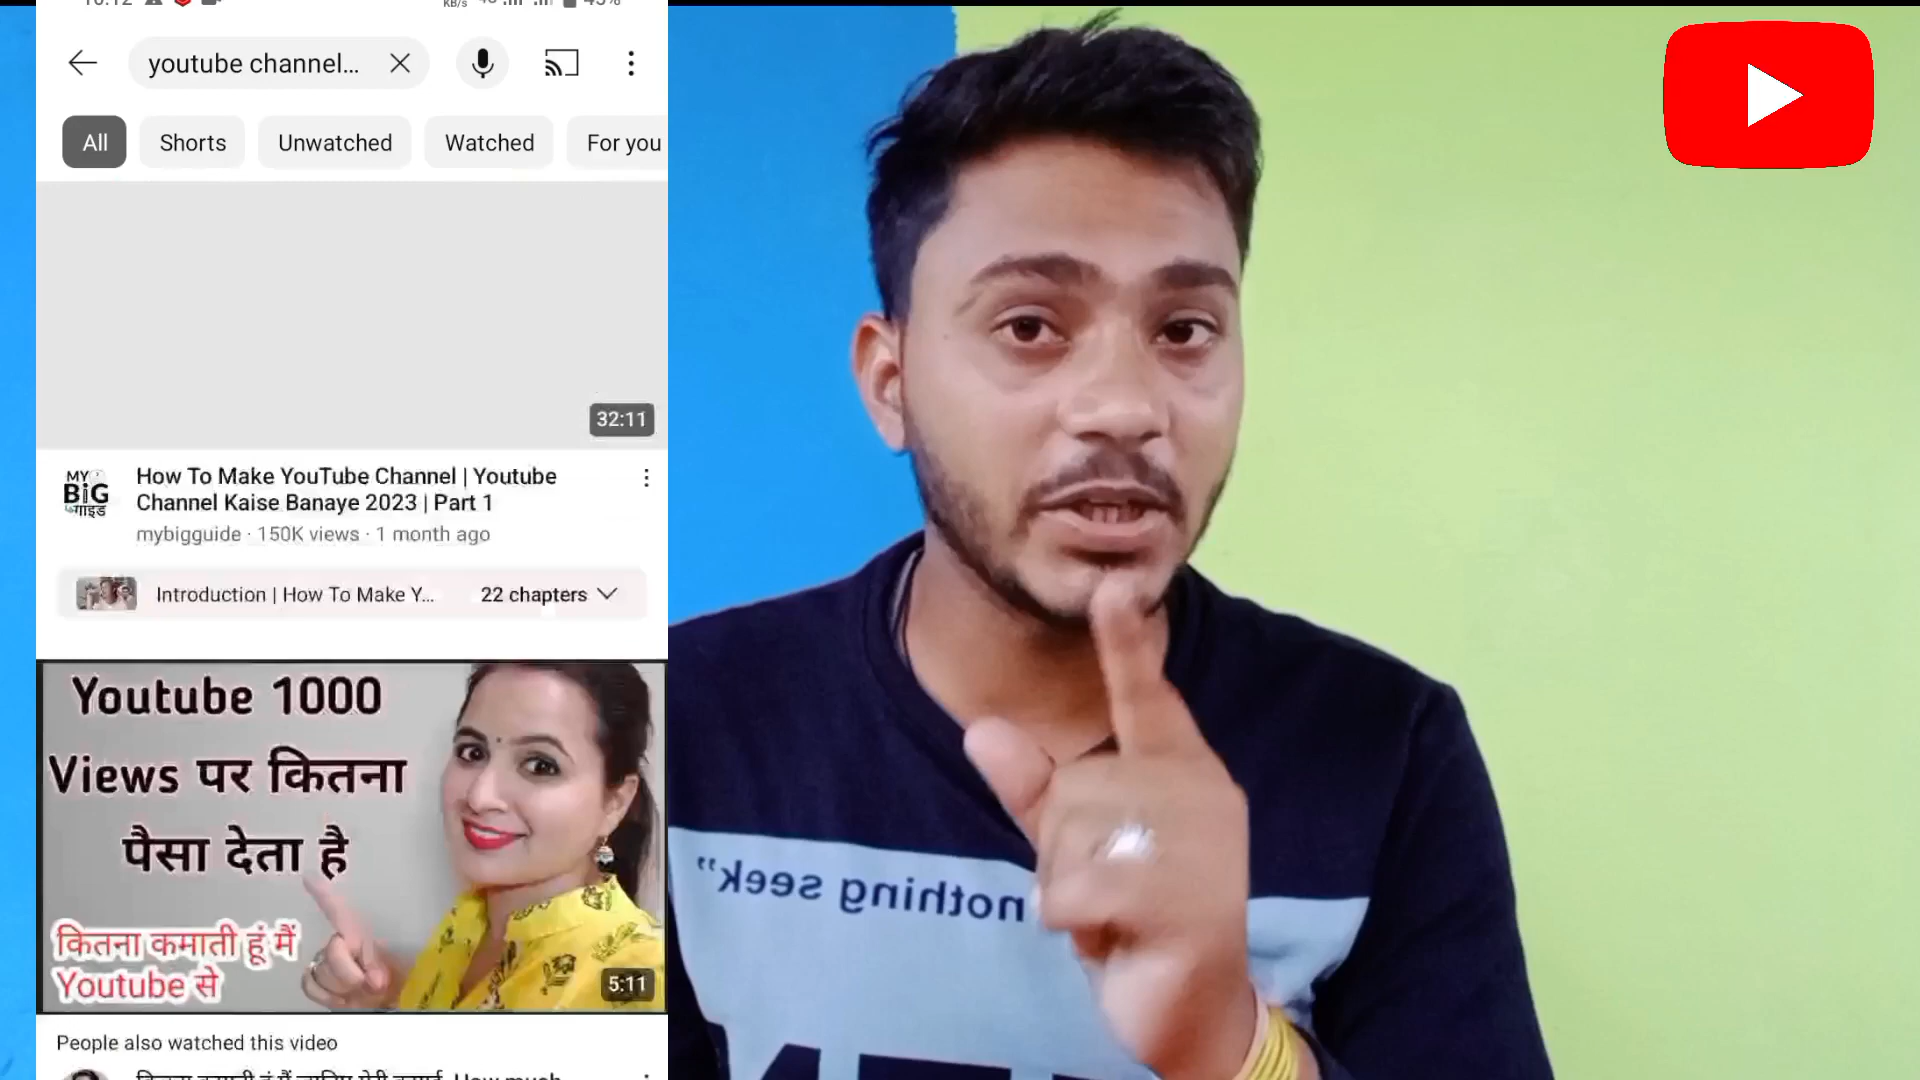 youtube channel...
All Shorts Unwatched Watched For you
32:11
MY
BiG
गाइड
How To Make YouTube Channel | Youtube
Channel Kaise Banaye 2023 | Part 1
mybigguide · 150K views · 1 month ago
Introduction | How To Make Y... 22 chapters
Youtube 1000
Views पर कितना
पैसा देता है
कितना कमाती हूं मैं
Youtube से
5:11
People also watched this video
nothing seek”